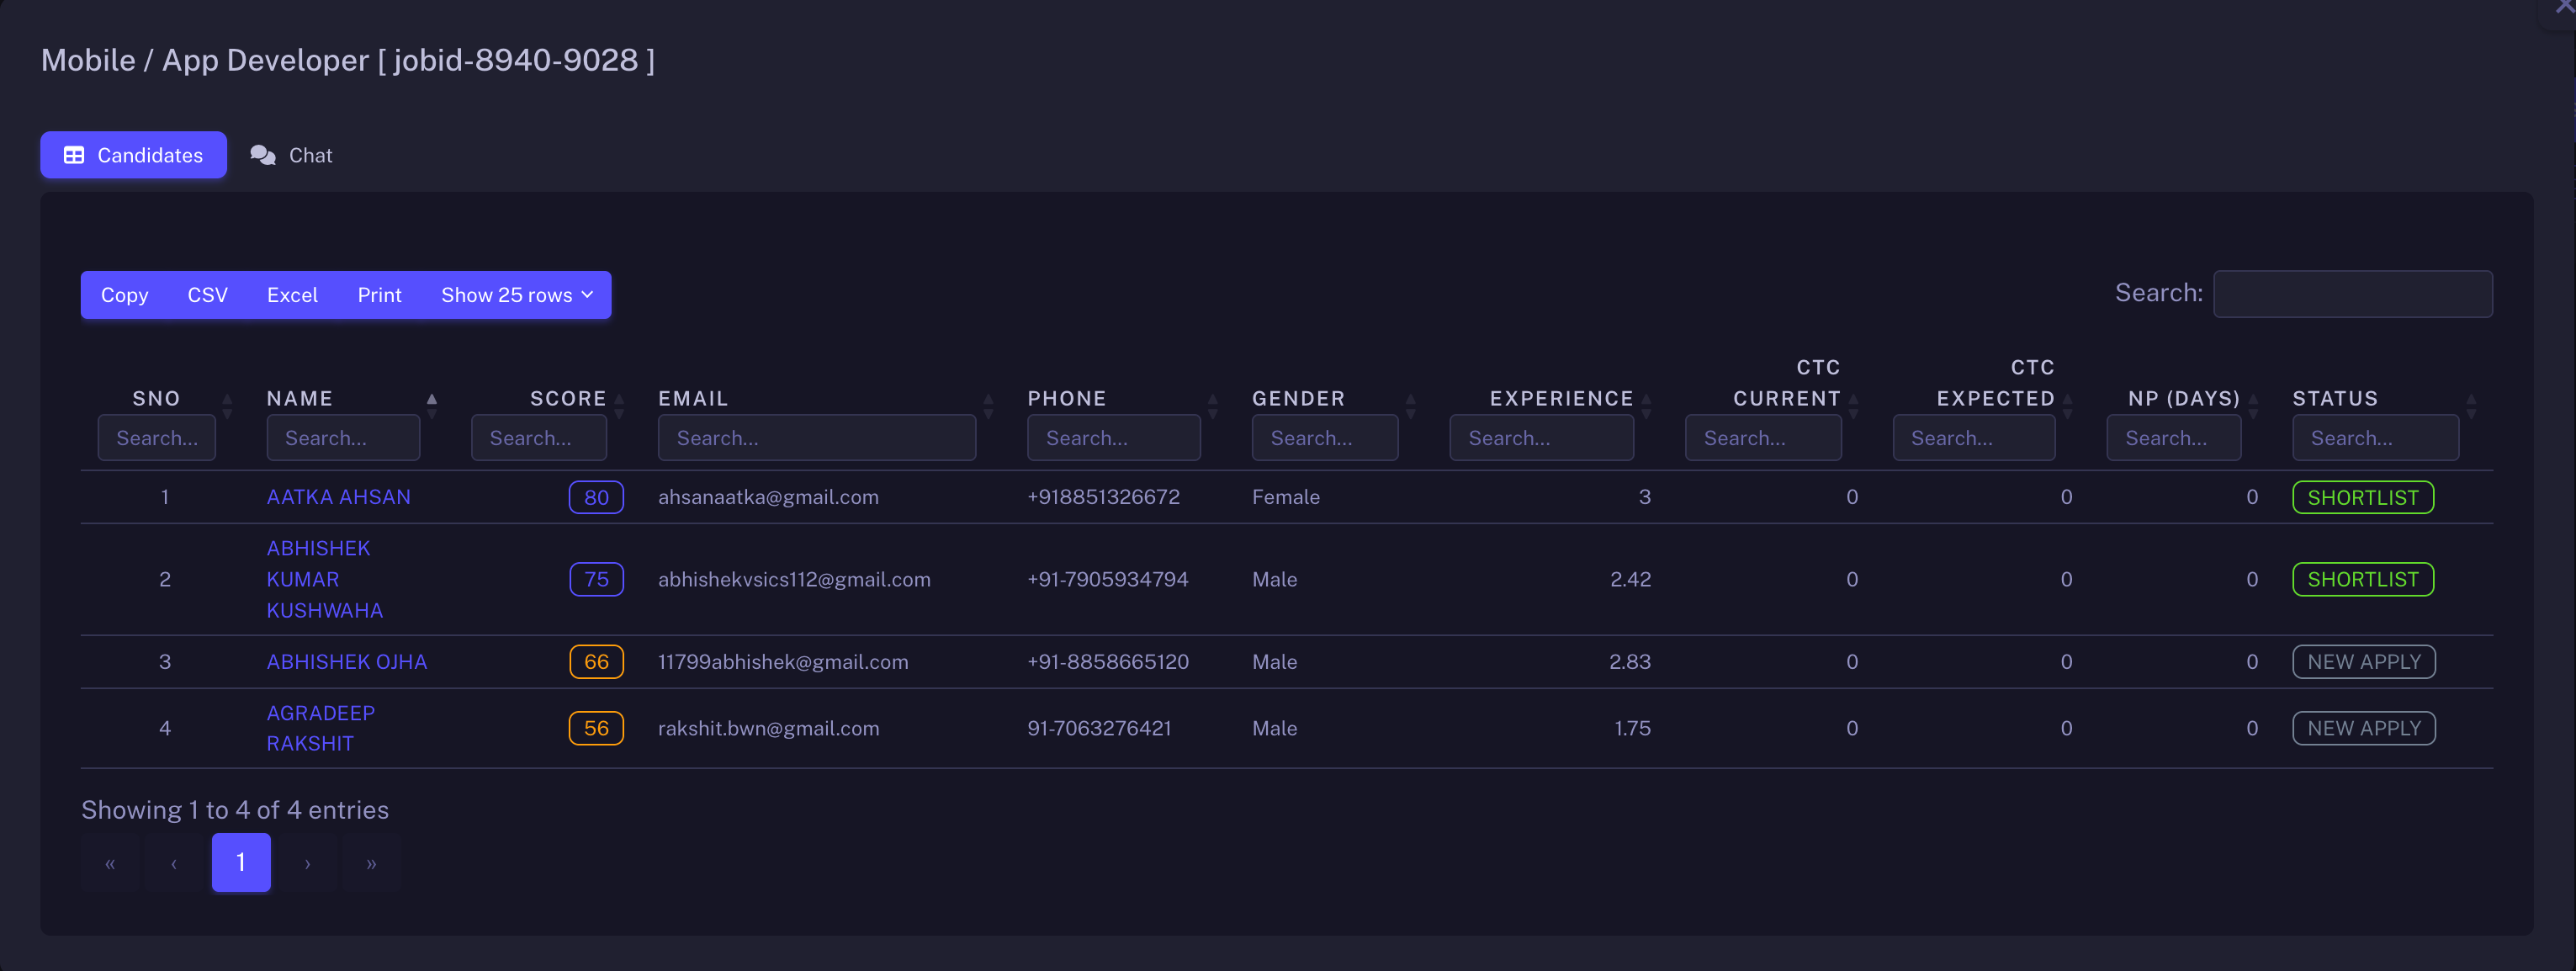 Mobile / App Developer [ jobid-8940-9028 ]
Candidates Chat
Copy CSV Excel Print Show 25 rows
Search:
SNO NAME SCORE EMAIL PHONE GENDER EXPERIENCE CTC CURRENT CTC EXPECTED NP (DAYS) STATUS
Search... Search... Search... Search... Search... Search... Search... Search... Search... Search... Search...
1 AATKA AHSAN 80 ahsanaatka@gmail.com +918851326672 Female 3 0 0 0 SHORTLIST
2 ABHISHEK KUMAR KUSHWAHA 75 abhishekvsics112@gmail.com +91-7905934794 Male 2.42 0 0 0 SHORTLIST
3 ABHISHEK OJHA 66 11799abhishek@gmail.com +91-8858665120 Male 2.83 0 0 0 NEW APPLY
4 AGRADEEP RAKSHIT 56 rakshit.bwn@gmail.com 91-7063276421 Male 1.75 0 0 0 NEW APPLY
Showing 1 to 4 of 4 entries
« ‹ 1 › »